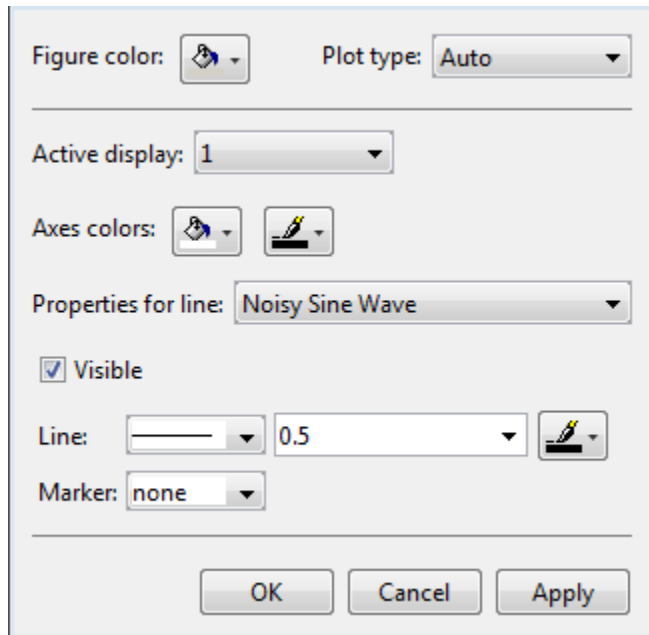 Figure color: Plot type: Auto
Active display: 1
Axes colors:
Properties for line: Noisy Sine Wave
Visible
Line: 0.5
Marker: none
OK Cancel Apply